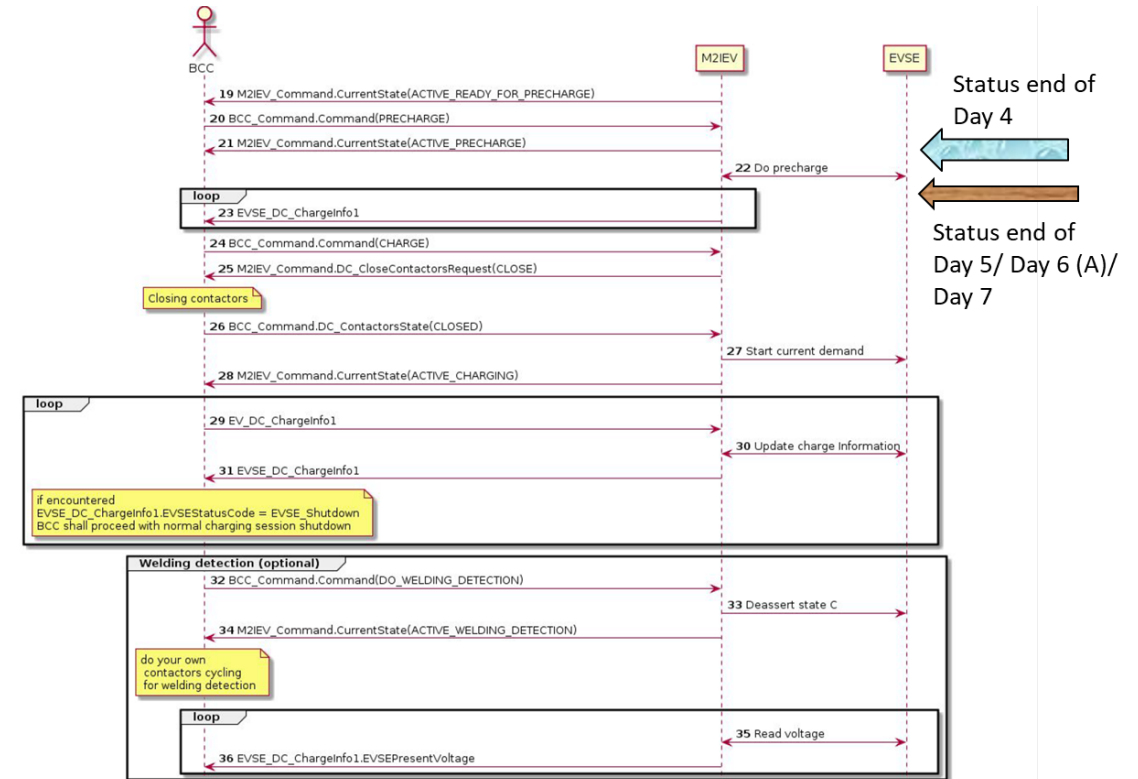 BCC
M2IEV
EVSE
19 M2IEV_Command.CurrentState(ACTIVE_READY_FOR_PRECHARGE)
20 BCC_Command.Command(PRECHARGE)
21 M2IEV_Command.CurrentState(ACTIVE_PRECHARGE)
22 Do precharge
Status end of
Day 4
loop
23 EVSE_DC_ChargeInfo1
24 BCC_Command.Command(CHARGE)
25 M2IEV_Command.DC_CloseContactorsRequest(CLOSE)
Status end of
Day 5/ Day 6 (A)/
Day 7
Closing contactors
26 BCC_Command.DC_ContactorsState(CLOSED)
27 Start current demand
28 M2IEV_Command.CurrentState(ACTIVE_CHARGING)
loop
29 EV_DC_ChargeInfo1
30 Update charge Information
31 EVSE_DC_ChargeInfo1
if encountered
EVSE_DC_ChargeInfo1.EVSEStatusCode = EVSE_Shutdown
BCC shall proceed with normal charging session shutdown
Welding detection (optional)
32 BCC_Command.Command(DO_WELDING_DETECTION)
33 Deassert state C
34 M2IEV_Command.CurrentState(ACTIVE_WELDING_DETECTION)
do your own
contactors cycling
for welding detection
loop
35 Read voltage
36 EVSE_DC_ChargeInfo1.EVSEPresentVoltage